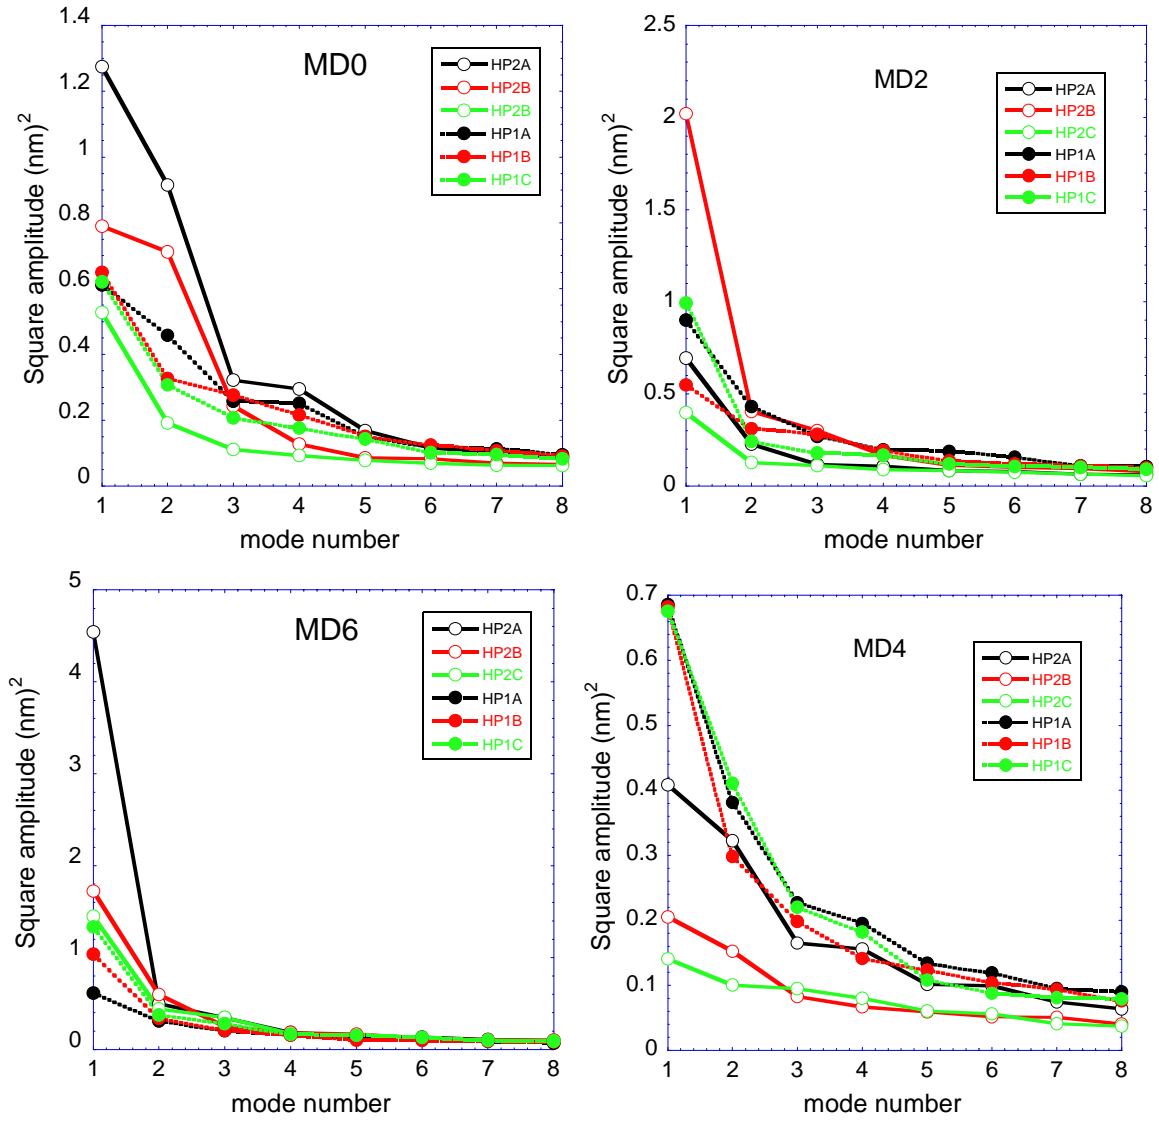 1.4
1.2
1
0.8
0.6
0.4
0.2
0
Square amplitude (nm)²
MD0
HP2A
HP2B
HP2B
HP1A
HP1B
HP1C
1 2 3 4 5 6 7 8
mode number
2.5
2
1.5
1
0.5
0
Square amplitude (nm)²
MD2
HP2A
HP2B
HP2C
HP1A
HP1B
HP1C
1 2 3 4 5 6 7 8
mode number
5
4
3
2
1
0
Square amplitude (nm)²
MD6
HP2A
HP2B
HP2C
HP1A
HP1B
HP1C
1 2 3 4 5 6 7 8
mode number
0.7
0.6
0.5
0.4
0.3
0.2
0.1
0
Square amplitude (nm)²
MD4
HP2A
HP2B
HP2C
HP1A
HP1B
HP1C
1 2 3 4 5 6 7 8
mode number